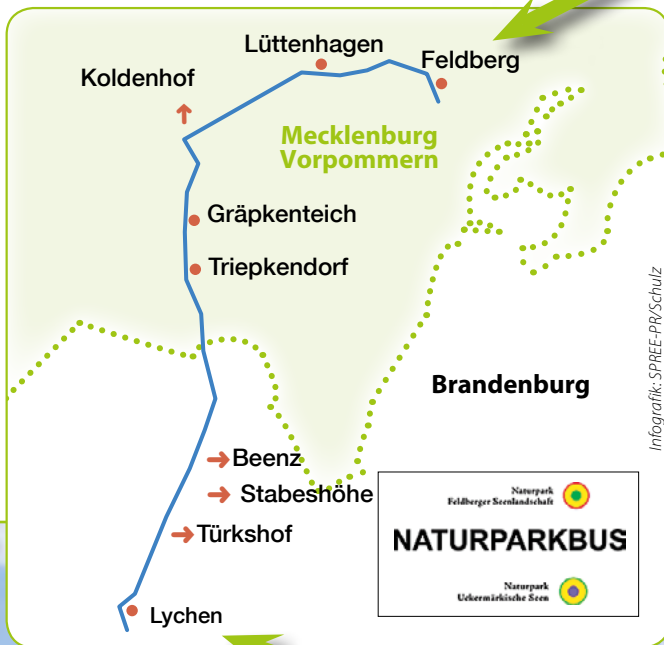 Lüttenhagen
Feldberg
Koldenhof
Mecklenburg
Vorpommern
Gräpkenteich
Triepkendorf
Brandenburg
Beenz
Stabeshöhe
Türkshof
Lychen
Naturpark
Feldberger Seenlandschaft
NATURPARKBUS
Naturpark
Uckermärkische Seen
Infografik: SPREE-PR/Schulz